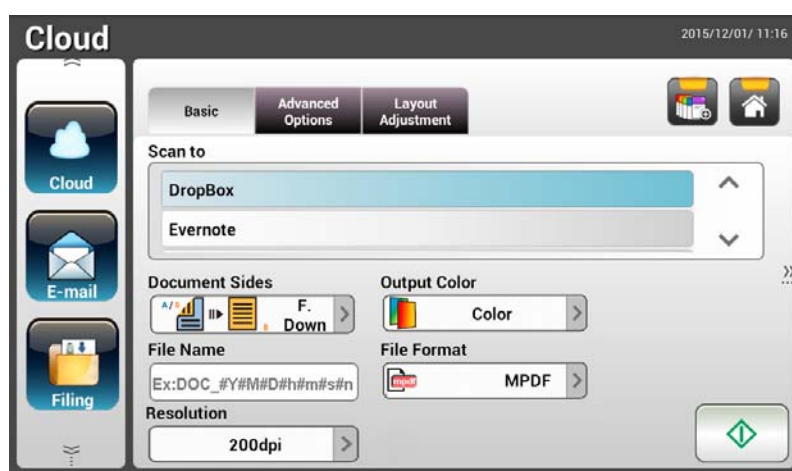 Cloud
2015/12/01/ 11:16
Basic
Advanced
Options
Layout
Adjustment
Scan to
Cloud
DropBox
Evernote
E-mail
Document Sides
Output Color
A/B
F.
Down
Color
File Name
File Format
Ex:DOC_#Y#M#D#h#m#s#n
mpdf
MPDF
Filing
Resolution
200dpi